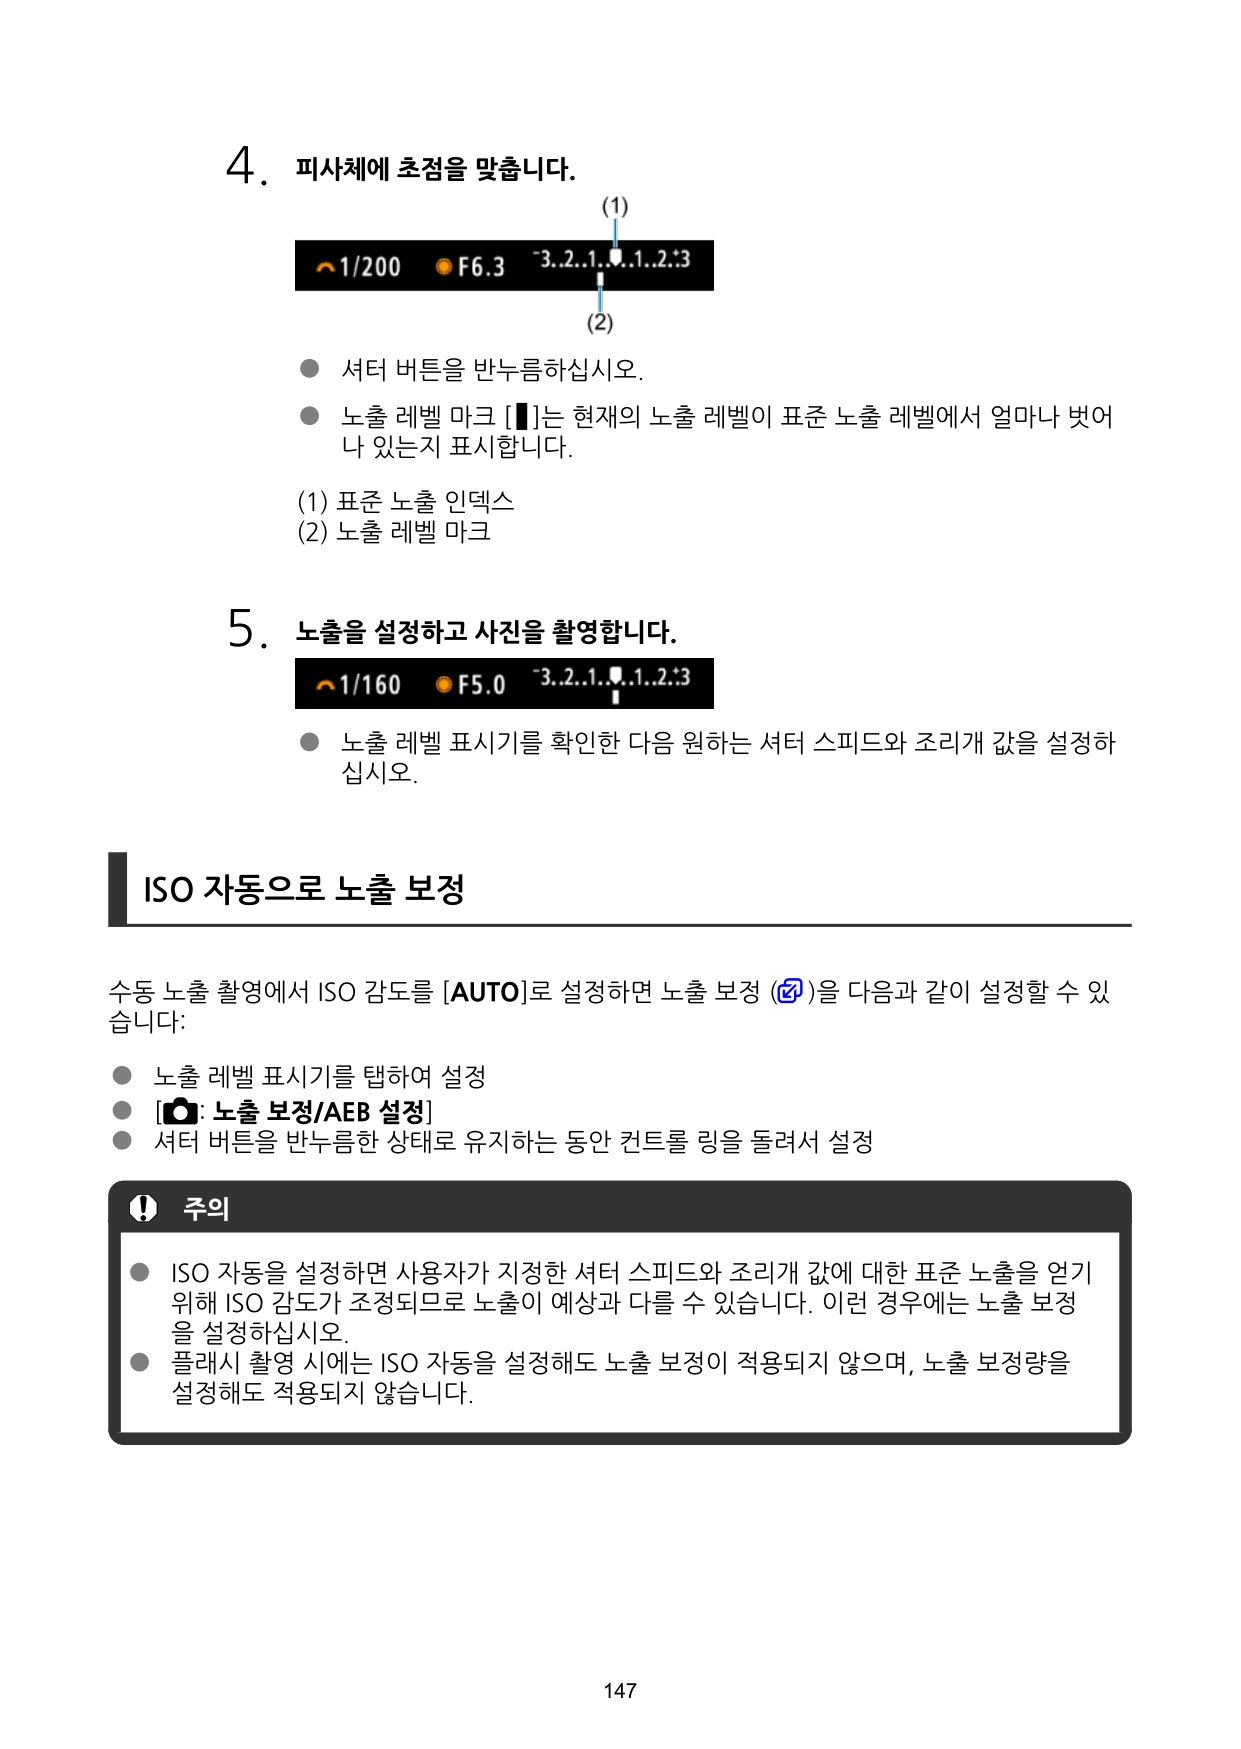 4. 피사체에 초점을 맞춥니다.
(1)
1/200 F6.3 -3..2..1..▼..1..2..+3
(2)
● 셔터 버튼을 반누름하십시오.
● 노출 레벨 마크 [▌]는 현재의 노출 레벨이 표준 노출 레벨에서 얼마나 벗어
나 있는지 표시합니다.
(1) 표준 노출 인덱스
(2) 노출 레벨 마크
5. 노출을 설정하고 사진을 촬영합니다.
1/160 F5.0 -3..2..1..▼..1..2..+3
● 노출 레벨 표시기를 확인한 다음 원하는 셔터 스피드와 조리개 값을 설정하
십시오.
ISO 자동으로 노출 보정
수동 노출 촬영에서 ISO 감도를 [AUTO]로 설정하면 노출 보정 ( )을 다음과 같이 설정할 수 있
습니다:
● 노출 레벨 표시기를 탭하여 설정
● [ : 노출 보정/AEB 설정]
● 셔터 버튼을 반누름한 상태로 유지하는 동안 컨트롤 링을 돌려서 설정
주의
● ISO 자동을 설정하면 사용자가 지정한 셔터 스피드와 조리개 값에 대한 표준 노출을 얻기
위해 ISO 감도가 조정되므로 노출이 예상과 다를 수 있습니다. 이런 경우에는 노출 보정
을 설정하십시오.
● 플래시 촬영 시에는 ISO 자동을 설정해도 노출 보정이 적용되지 않으며, 노출 보정량을
설정해도 적용되지 않습니다.
147